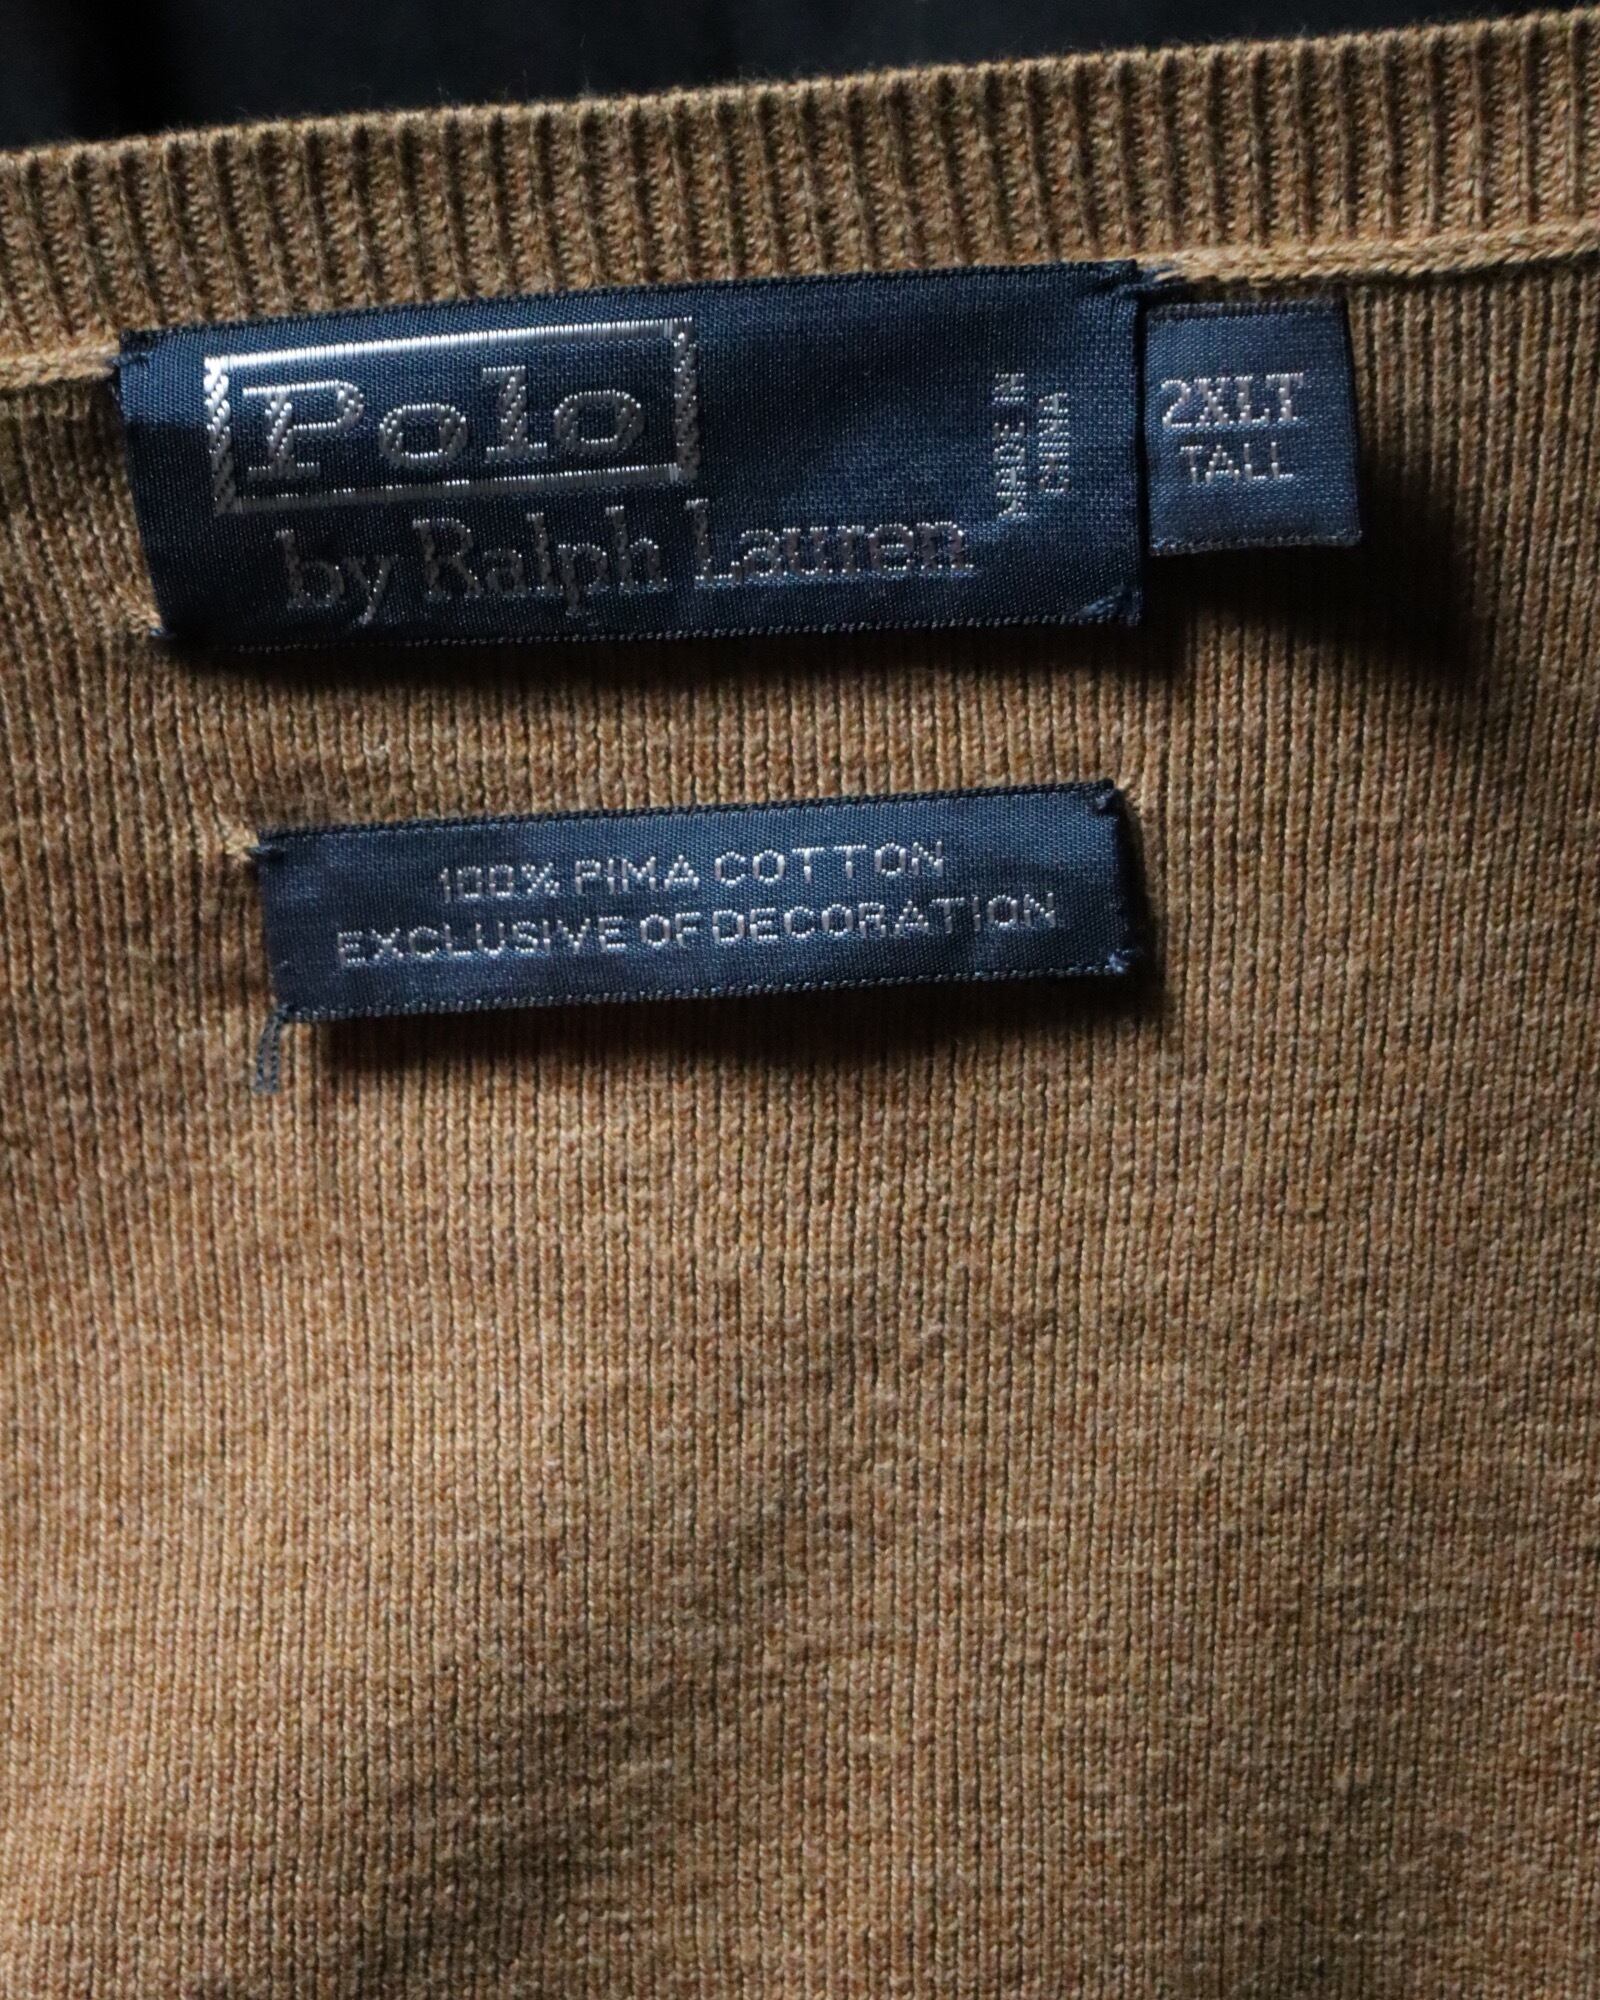 Polo
by Ralph Lauren
MADE IN
CHINA
2XLT
TALL
100% PIMA COTTON
EXCLUSIVE OF DECORATION